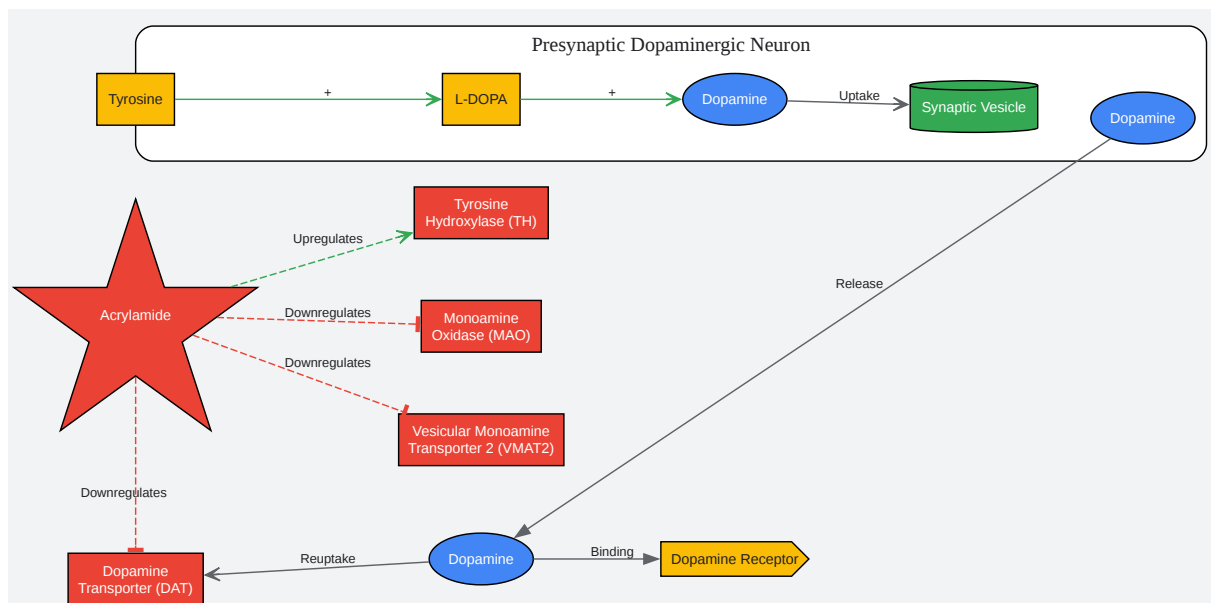 Presynaptic Dopaminergic Neuron
Tyrosine
+
L-DOPA
+
Dopamine
Uptake
Synaptic Vesicle
Dopamine
Tyrosine
Hydroxylase (TH)
Upregulates
Release
Acrylamide
Downregulates
Monoamine
Oxidase (MAO)
Downregulates
Vesicular Monoamine
Transporter 2 (VMAT2)
Downregulates
Dopamine
Transporter (DAT)
Reuptake
Dopamine
Binding
Dopamine Receptor